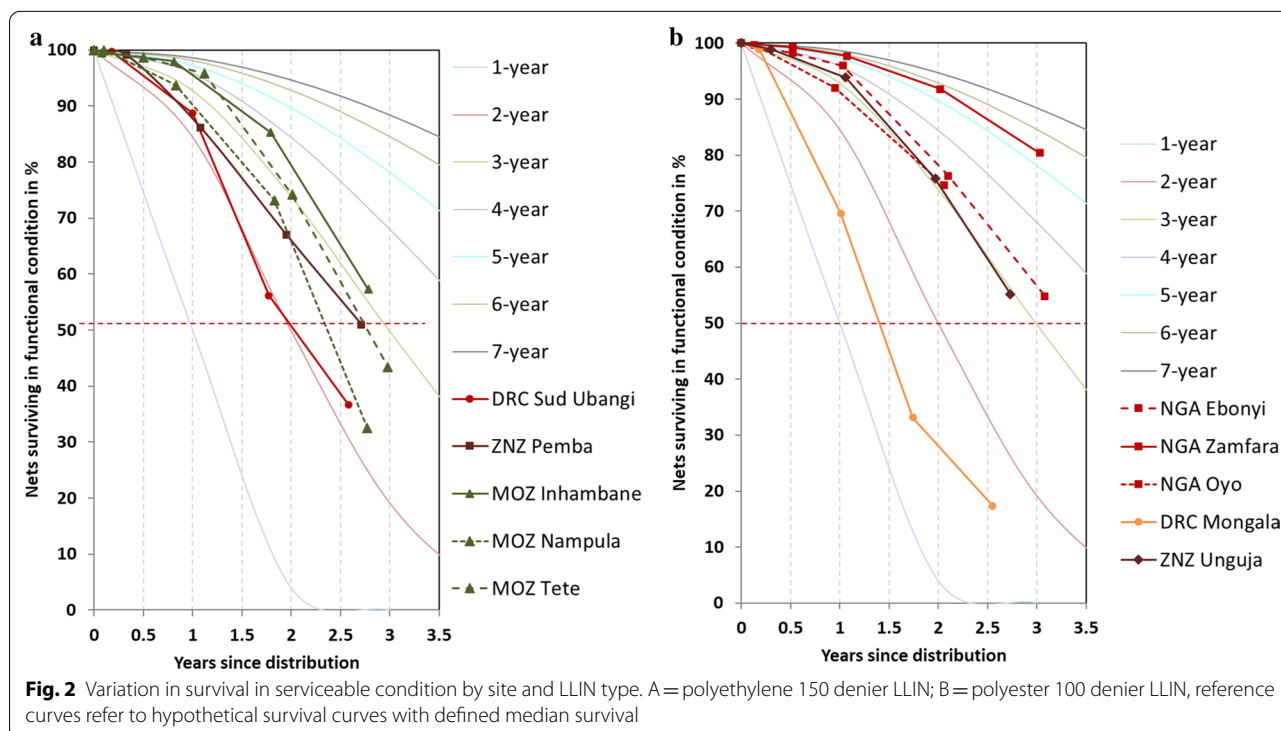 a
Nets surviving in functional condition in %
100
90
80
70
60
50
40
30
20
10
0
0 0.5 1 1.5 2 2.5 3 3.5
Years since distribution
1-year
2-year
3-year
4-year
5-year
6-year
7-year
DRC Sud Ubangi
ZNZ Pemba
MOZ Inhambane
MOZ Nampula
MOZ Tete
b
Nets surviving in functional condition in %
100
90
80
70
60
50
40
30
20
10
0
0 0.5 1 1.5 2 2.5 3 3.5
Years since distribution
1-year
2-year
3-year
4-year
5-year
6-year
7-year
NGA Ebonyi
NGA Zamfara
NGA Oyo
DRC Mongala
ZNZ Unguja
Fig. 2 Variation in survival in serviceable condition by site and LLIN type. A = polyethylene 150 denier LLIN; B = polyester 100 denier LLIN, reference
curves refer to hypothetical survival curves with defined median survival